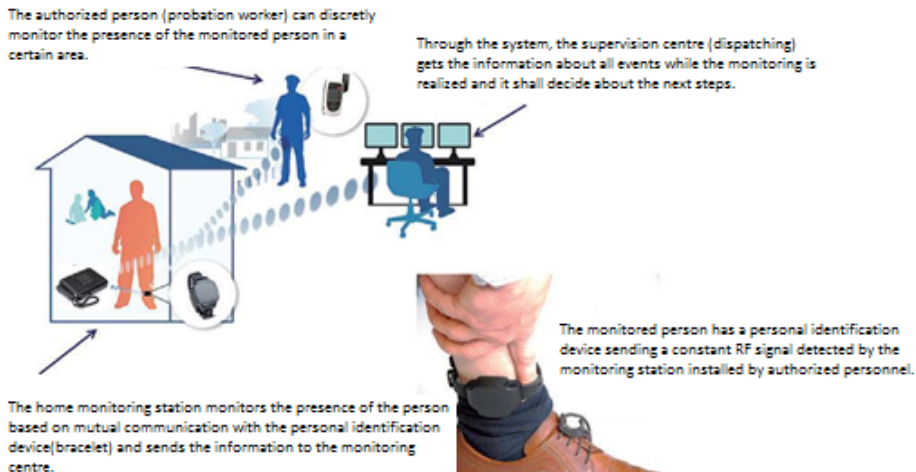 The authorized person (probation worker) can discretly
monitor the presence of the monitored person in a
certain area.
Through the system, the supervision centre (dispatching)
gets the information about all events while the monitoring is
realized and it shall decide about the next steps.
The monitored person has a personal identification
device sending a constant RF signal detected by the
monitoring station installed by authorized personnel.
The home monitoring station monitors the presence of the person
based on mutual communication with the personal identification
device(bracelet) and sends the information to the monitoring
centre.